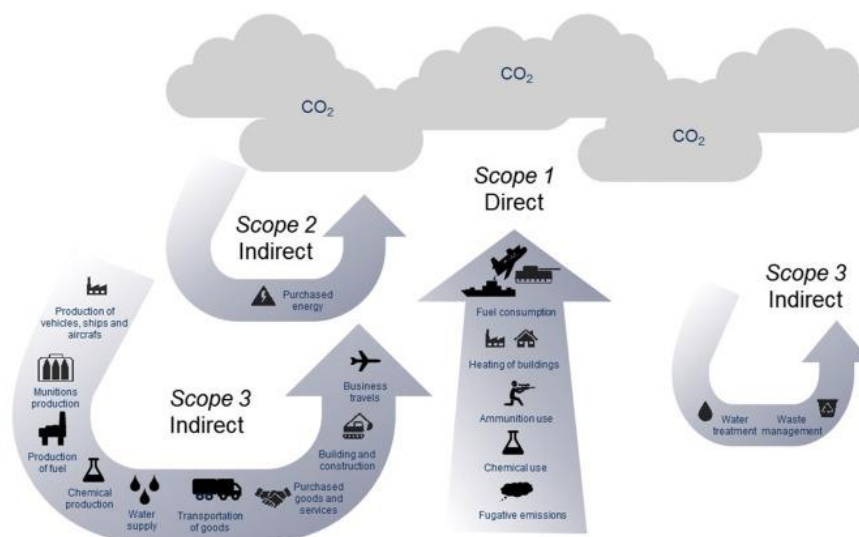 CO₂
CO₂
CO₂
Scope 1
Direct
Scope 2
Indirect
Purchased
energy
Scope 3
Indirect
Production of
vehicles, ships and
aircrafs
Munitions
production
Production
of fuel
Chemical
production
Water
supply
Transportation
of goods
Purchased
goods and
services
Building and
construction
Business
travels
Fuel consumption
Heating of buildings
Ammunition use
Chemical use
Fugative emissions
Scope 3
Indirect
Water
treatment
Waste
management